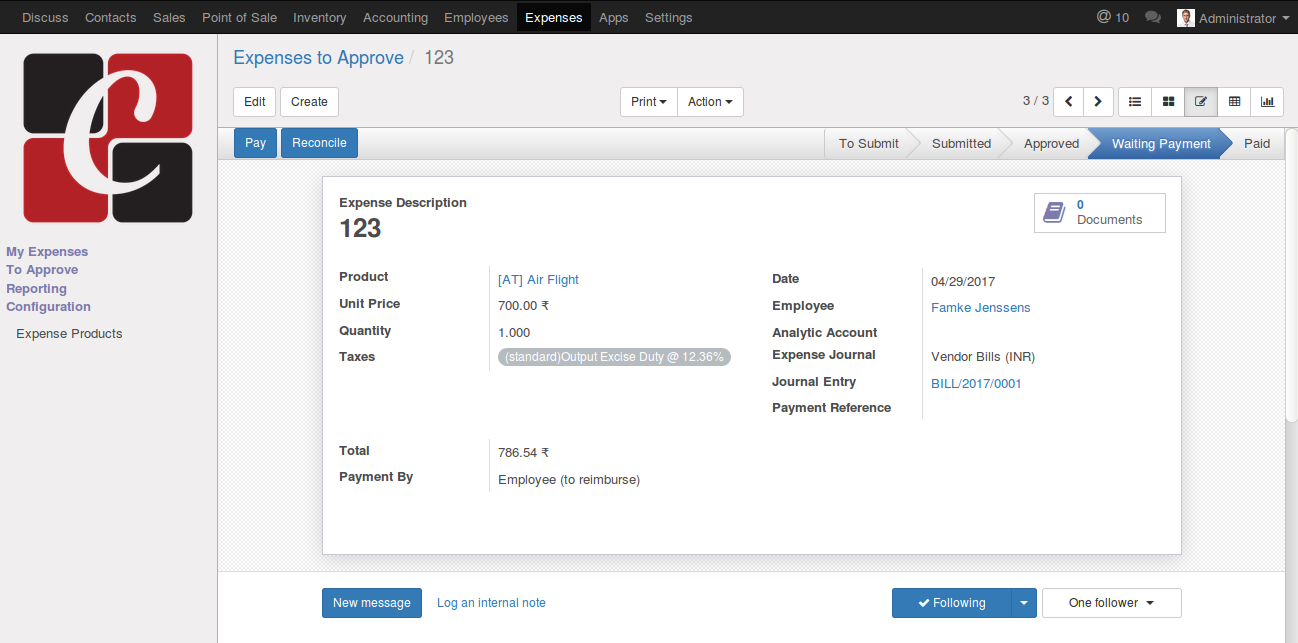 Discuss Contacts Sales Point of Sale Inventory Accounting Employees Expenses Apps Settings @ 10 Administrator
Expenses to Approve / 123
Edit Create Print Action 3 / 3
Pay Reconcile To Submit Submitted Approved Waiting Payment Paid
C
My Expenses
To Approve
Reporting
Configuration
Expense Products
Expense Description
123
0
Documents
Product [AT] Air Flight
Unit Price 700.00 ₹
Quantity 1.000
Taxes (standard)Output Excise Duty @ 12.36%
Date 04/29/2017
Employee Famke Jenssens
Analytic Account
Expense Journal Vendor Bills (INR)
Journal Entry BILL/2017/0001
Payment Reference
Total 786.54 ₹
Payment By Employee (to reimburse)
New message Log an internal note Following One follower